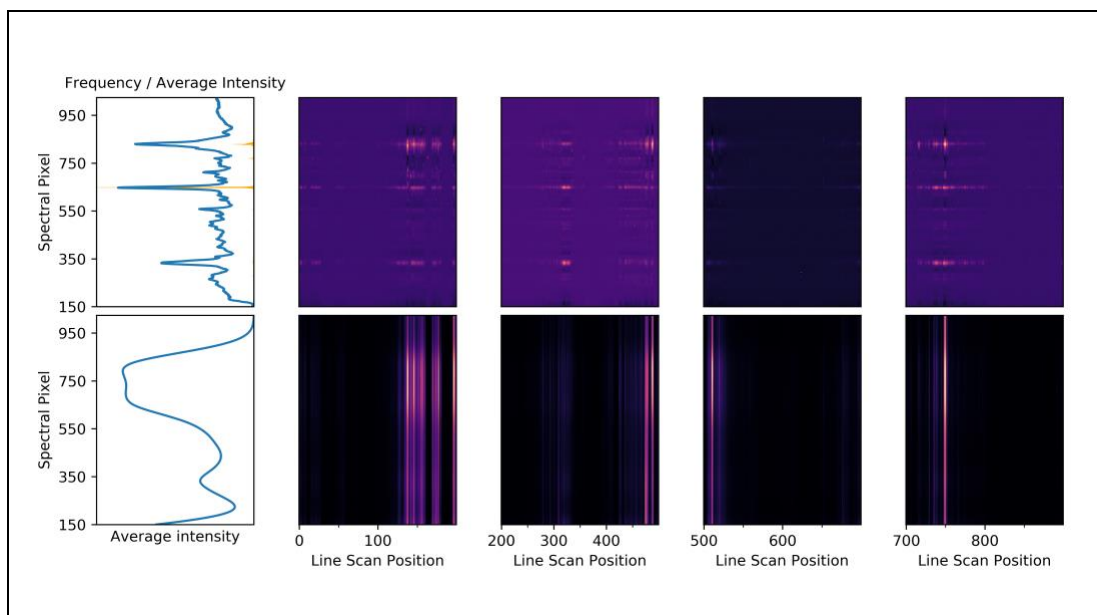 Frequency / Average Intensity
Spectral Pixel
950
750
550
350
150
Spectral Pixel
950
750
550
350
150
Average intensity
0 100
Line Scan Position
200 300 400
Line Scan Position
500 600
Line Scan Position
700 800
Line Scan Position